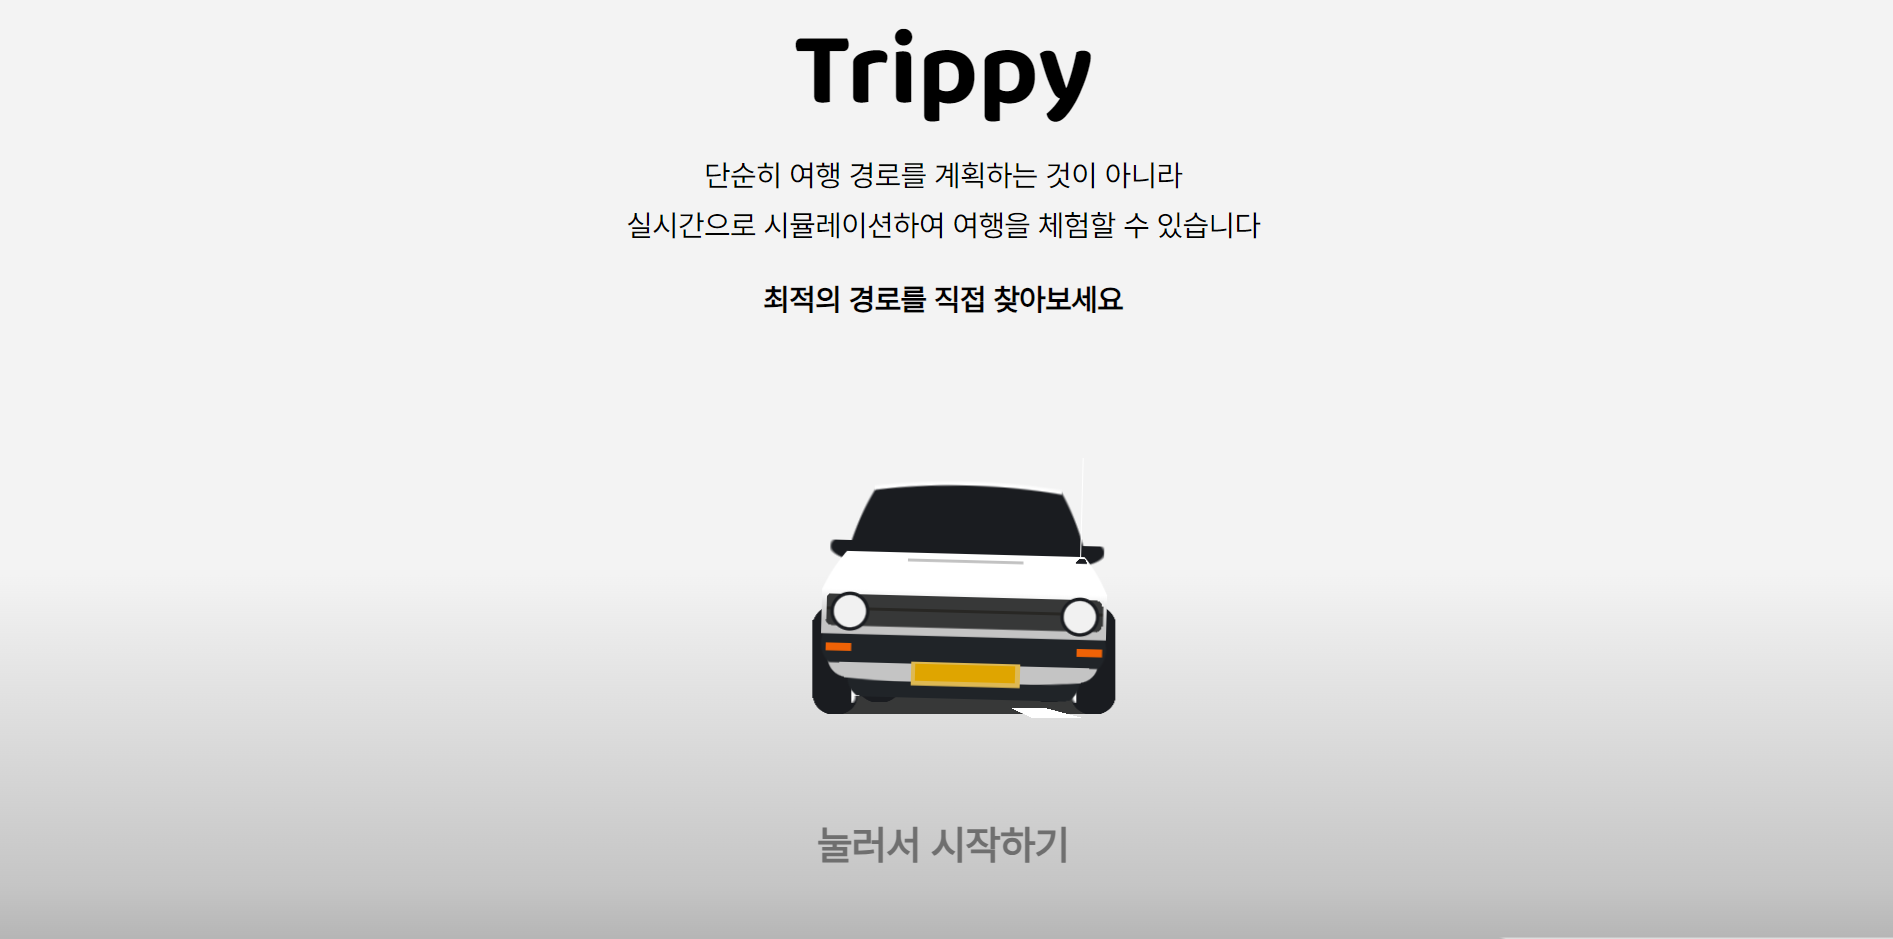 Trippy
단순히 여행 경로를 계획하는 것이 아니라
실시간으로 시뮬레이션하여 여행을 체험할 수 있습니다
최적의 경로를 직접 찾아보세요
눌러서 시작하기